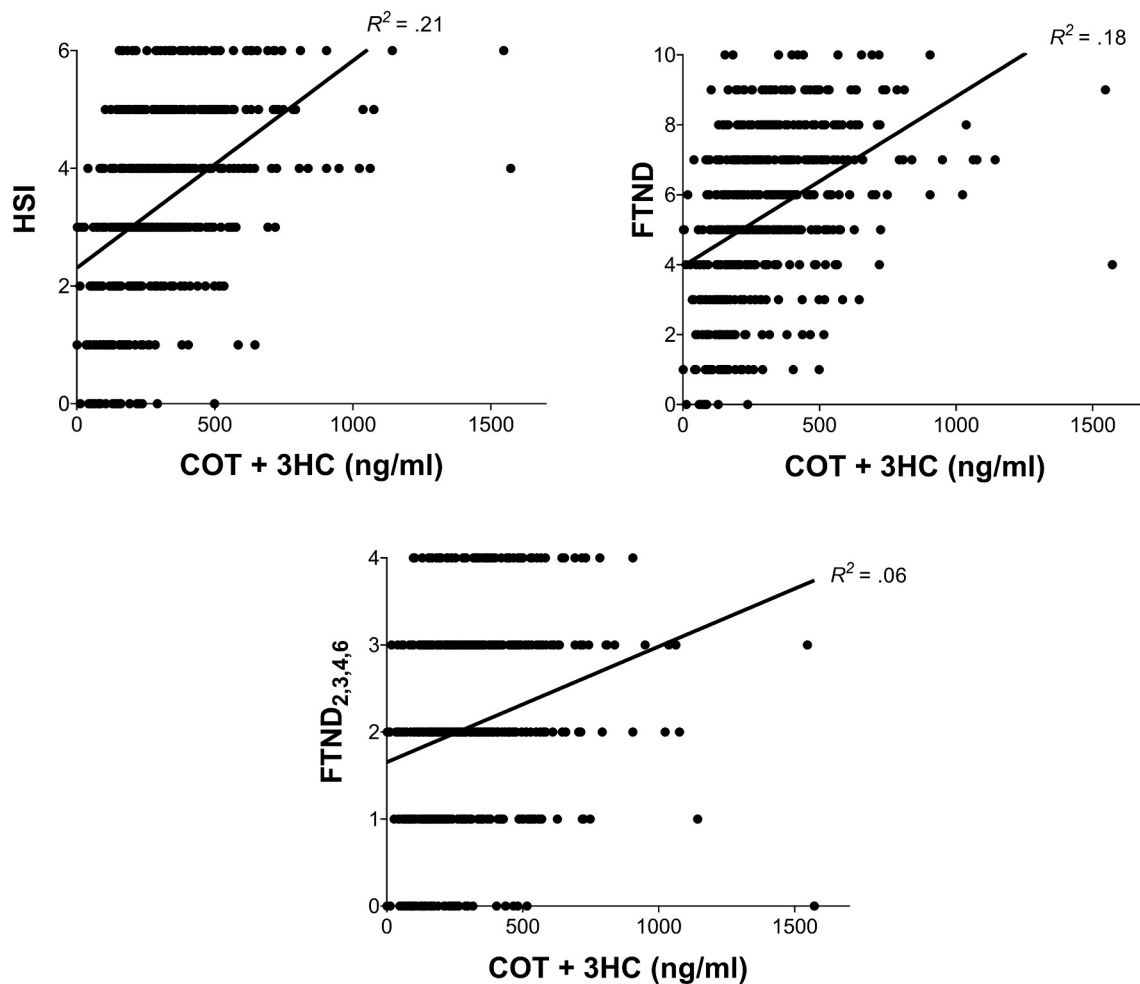 R² = .21
6
4
2
0
HSI
0 500 1000 1500
COT + 3HC (ng/ml)
R² = .18
10
8
6
4
2
0
FTND
0 500 1000 1500
COT + 3HC (ng/ml)
R² = .06
4
3
2
1
0
FTND2,3,4,6
0 500 1000 1500
COT + 3HC (ng/ml)